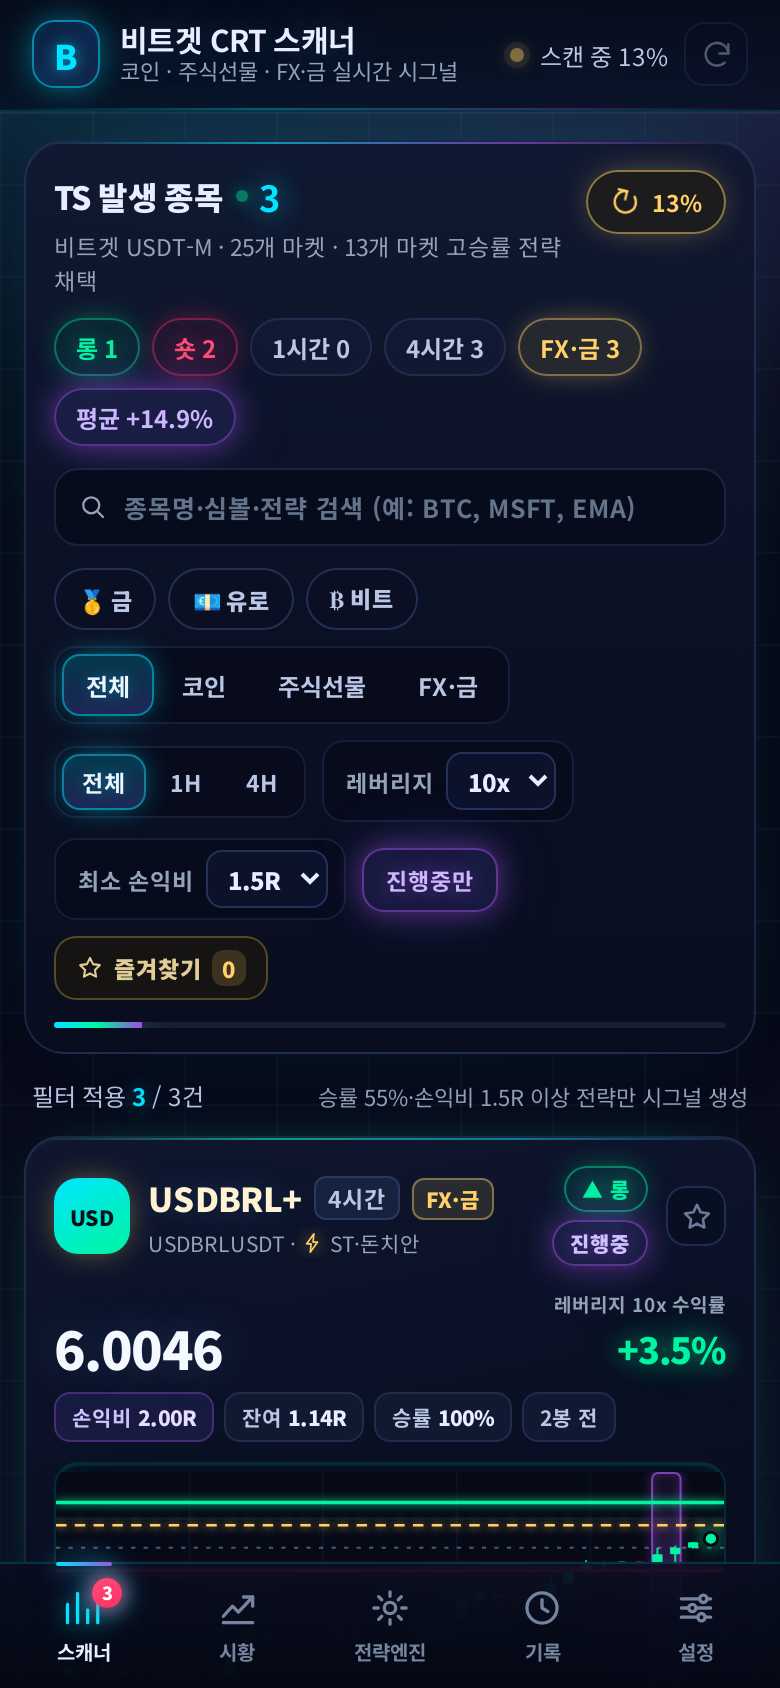 B
비트겟 CRT 스캐너
코인 · 주식선물 · FX·금 실시간 시그널
스캔 중 13%
TS 발생 종목 3
13%
비트겟 USDT-M · 25개 마켓 · 13개 마켓 고승률 전략
채택
롱 1 숏 2 1시간 0 4시간 3 FX·금 3
평균 +14.9%
종목명·심볼·전략 검색 (예: BTC, MSFT, EMA)
금 유로 비트
전체 코인 주식선물 FX·금
전체 1H 4H 레버리지 10x
최소 손익비 1.5R 진행중만
즐겨찾기 0
필터 적용 3 / 3건
승률 55%·손익비 1.5R 이상 전략만 시그널 생성
USD
USDBRL+ 4시간 FX·금
▲ 롱
USDBRLUSDT · ST·돈치안
진행중
레버리지 10x 수익률
6.0046
+3.5%
손익비 2.00R 잔여 1.14R 승률 100% 2봉 전
3
스캐너 시황 전략엔진 기록 설정